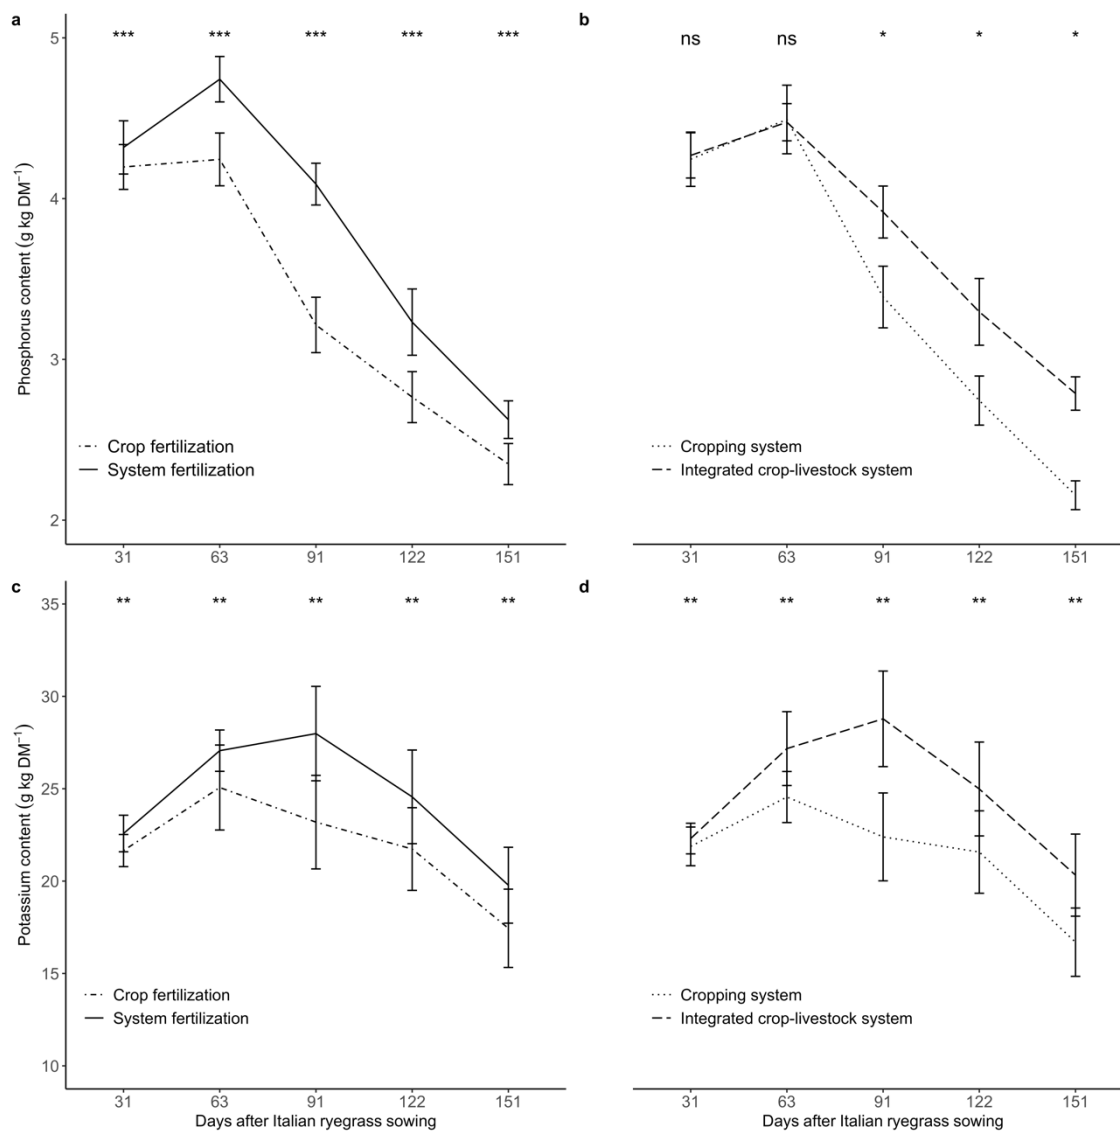 a
b
*** *** *** *** ***
ns ns * * *
5
4
3
2
Phosphorus content (g kg DM⁻¹)
Crop fertilization
System fertilization
Cropping system
Integrated crop-livestock system
31 63 91 122 151
31 63 91 122 151
c
d
** ** ** ** **
** ** ** ** **
35
30
25
20
15
10
Potassium content (g kg DM⁻¹)
Crop fertilization
System fertilization
Cropping system
Integrated crop-livestock system
31 63 91 122 151
31 63 91 122 151
Days after Italian ryegrass sowing
Days after Italian ryegrass sowing